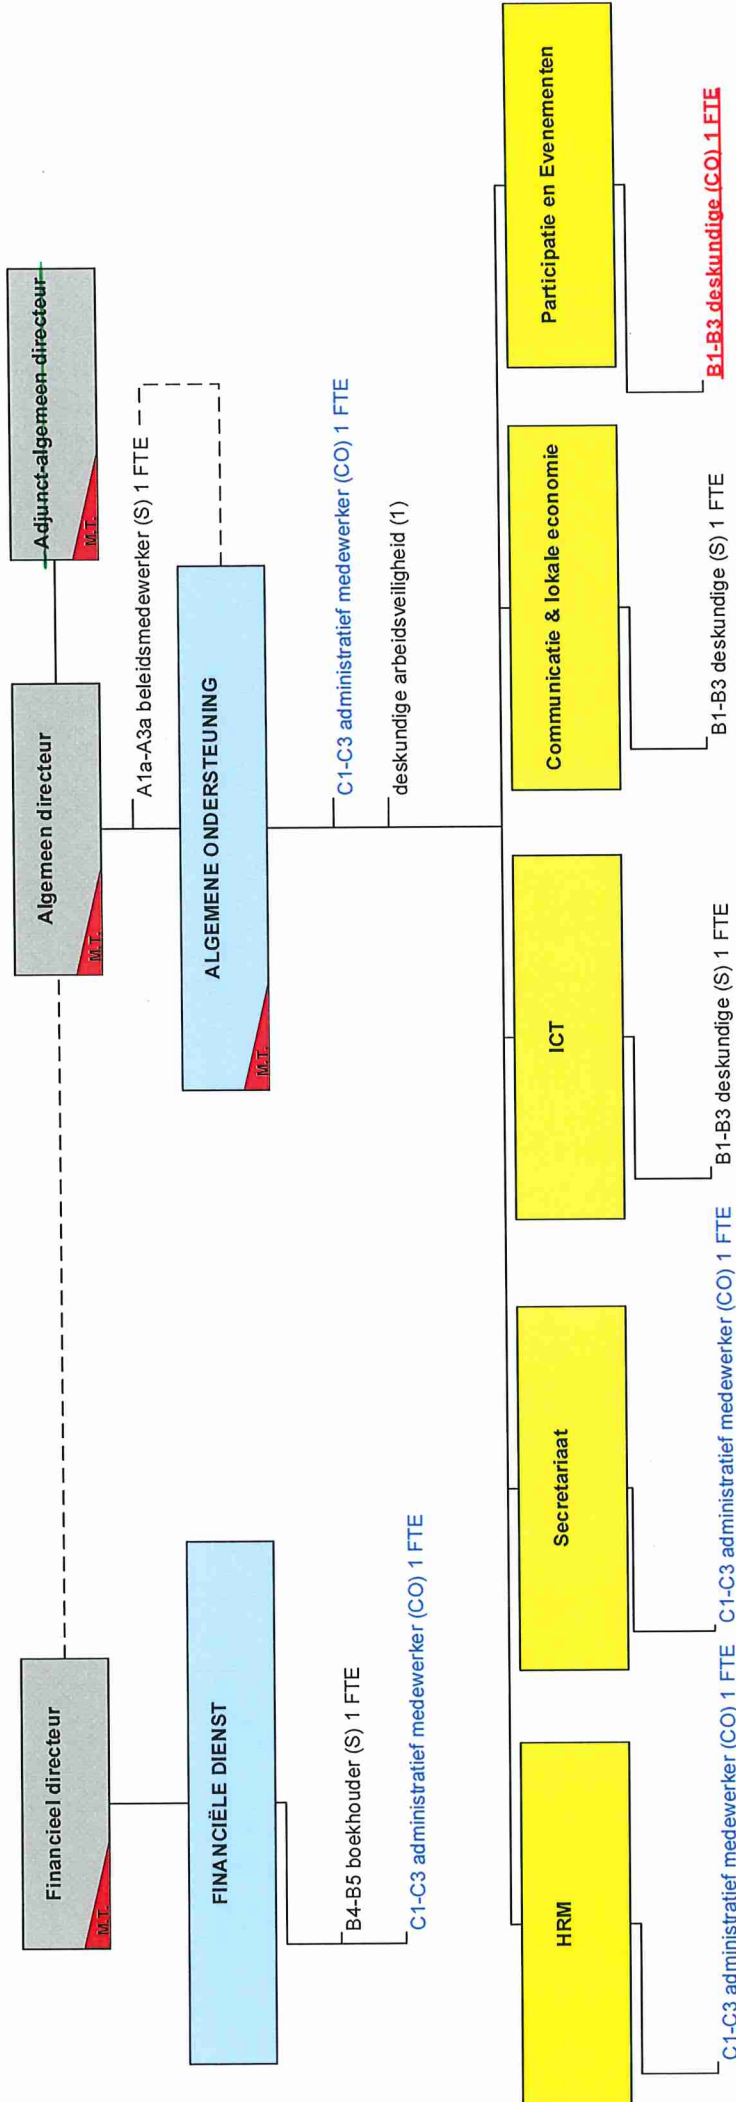 Financieel directeur
M.T.
Algemeen directeur
M.T.
Adjunct-algemeen directeur
M.T.
A1a-A3a beleidsmedewerker (S) 1 FTE
FINANCIËLE DIENST
B4-B5 boekhouder (S) 1 FTE
C1-C3 administratief medewerker (CO) 1 FTE
ALGEMENE ONDERSTEUNING
M.T.
C1-C3 administratief medewerker (CO) 1 FTE
deskundige arbeidsveiligheid (1)
HRM
C1-C3 administratief medewerker (CO) 1 FTE
Secretariaat
C1-C3 administratief medewerker (CO) 1 FTE
ICT
B1-B3 deskundige (S) 1 FTE
Communicatie & lokale economie
B1-B3 deskundige (S) 1 FTE
Participatie en Evenementen
B1-B3 deskundige (CO) 1 FTE